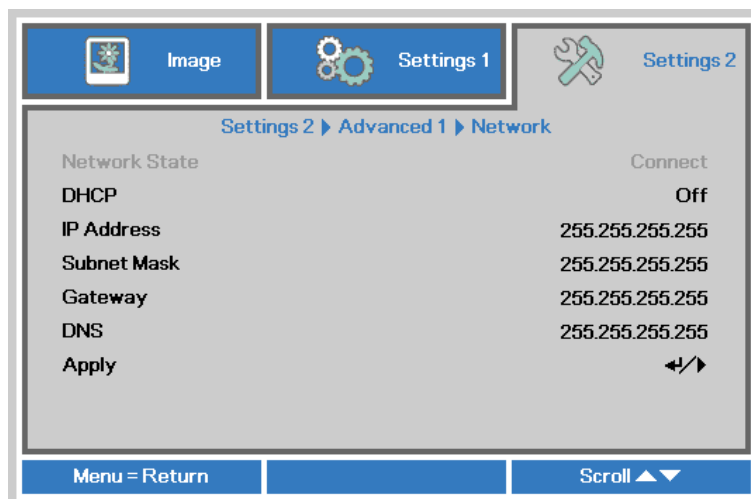 Image Settings 1 Settings 2
Settings 2 ▶ Advanced 1 ▶ Network
Network State Connect
DHCP Off
IP Address 255.255.255.255
Subnet Mask 255.255.255.255
Gateway 255.255.255.255
DNS 255.255.255.255
Apply ↵/▶
Menu = Return Scroll ▲▼